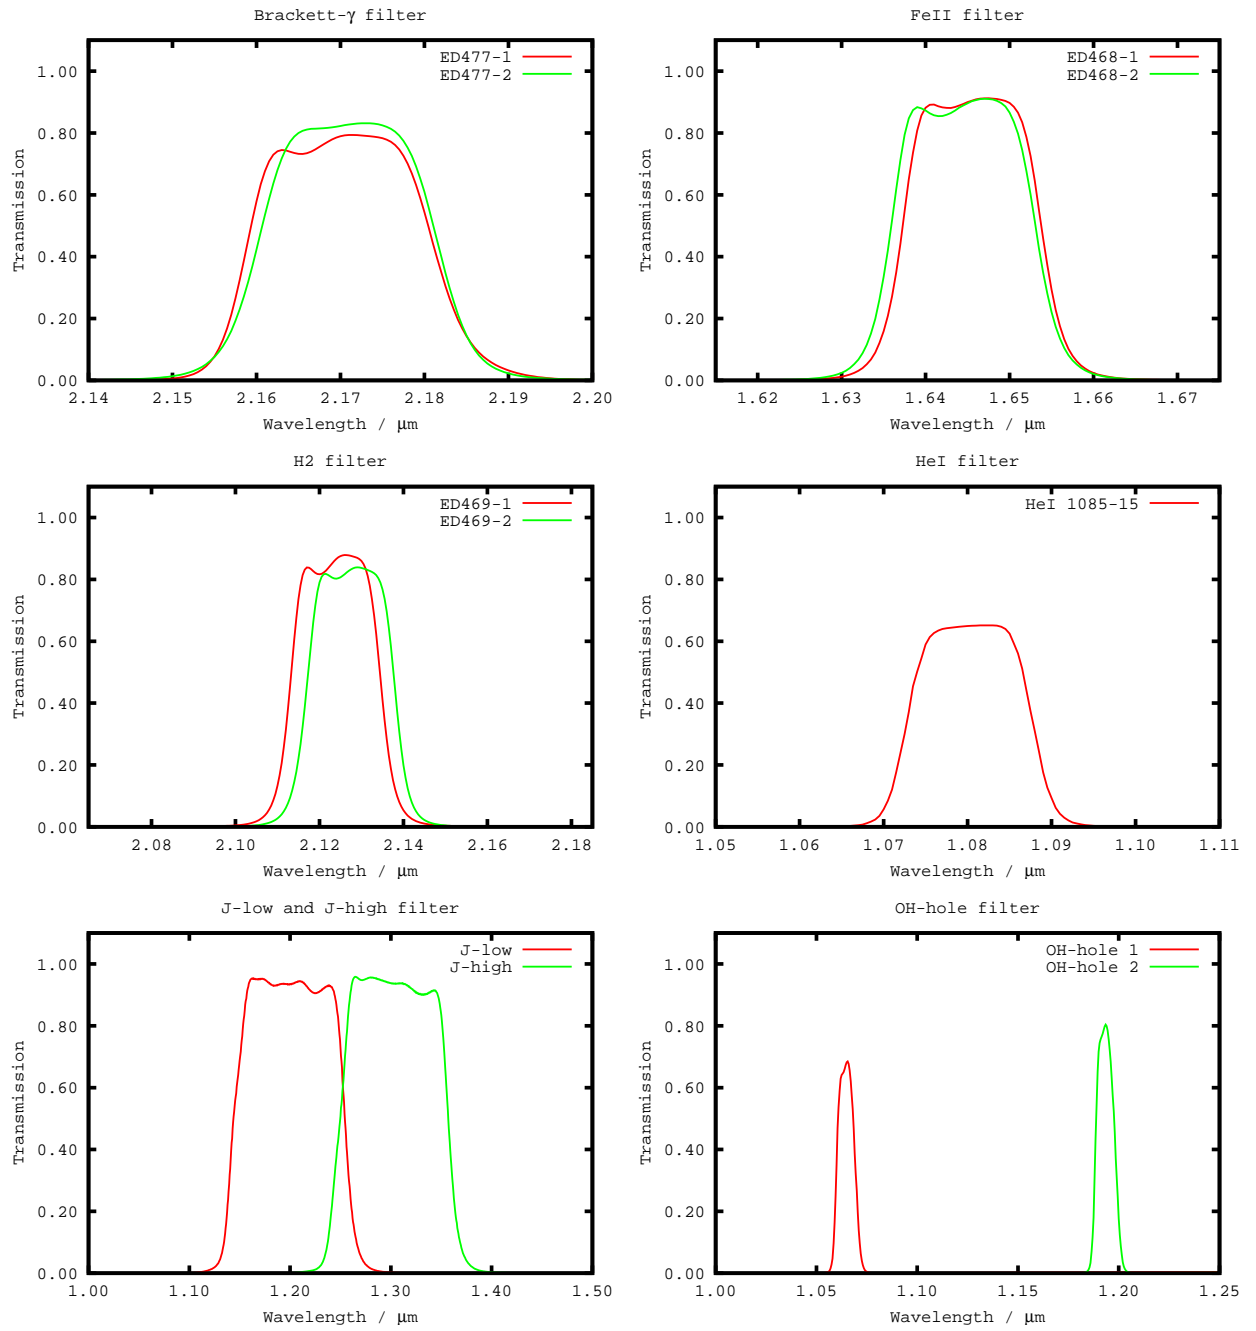 Brackett-γ filter
ED477-1
ED477-2
1.00
0.80
0.60
0.40
0.20
0.00
Transmission
2.14 2.15 2.16 2.17 2.18 2.19 2.20
Wavelength / μm
FeII filter
ED468-1
ED468-2
1.00
0.80
0.60
0.40
0.20
0.00
Transmission
1.62 1.63 1.64 1.65 1.66 1.67
Wavelength / μm
H2 filter
ED469-1
ED469-2
1.00
0.80
0.60
0.40
0.20
0.00
Transmission
2.08 2.10 2.12 2.14 2.16 2.18
Wavelength / μm
HeI filter
HeI 1085-15
1.00
0.80
0.60
0.40
0.20
0.00
Transmission
1.05 1.06 1.07 1.08 1.09 1.10 1.11
Wavelength / μm
J-low and J-high filter
J-low
J-high
1.00
0.80
0.60
0.40
0.20
0.00
Transmission
1.00 1.10 1.20 1.30 1.40 1.50
Wavelength / μm
OH-hole filter
OH-hole 1
OH-hole 2
1.00
0.80
0.60
0.40
0.20
0.00
Transmission
1.00 1.05 1.10 1.15 1.20 1.25
Wavelength / μm